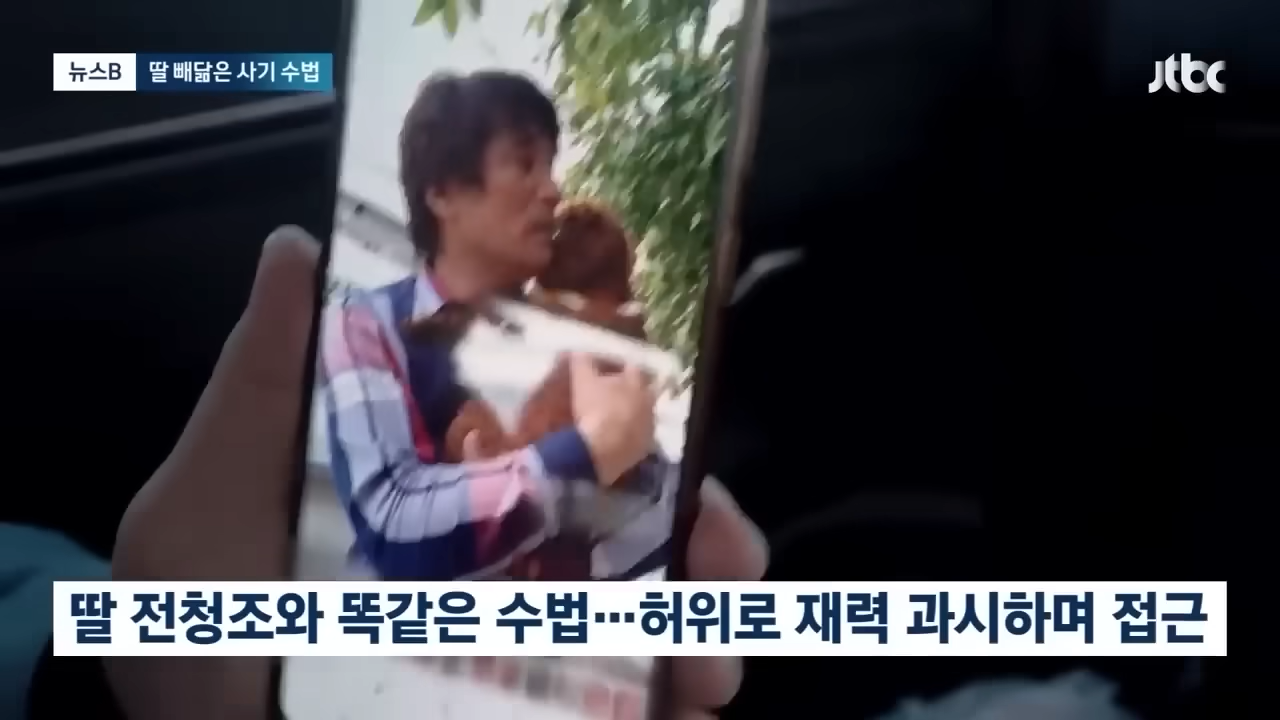 뉴스B 딸 빼닮은 사기 수법
jtbc
딸 전청조와 똑같은 수법…허위로 재력 과시하며 접근